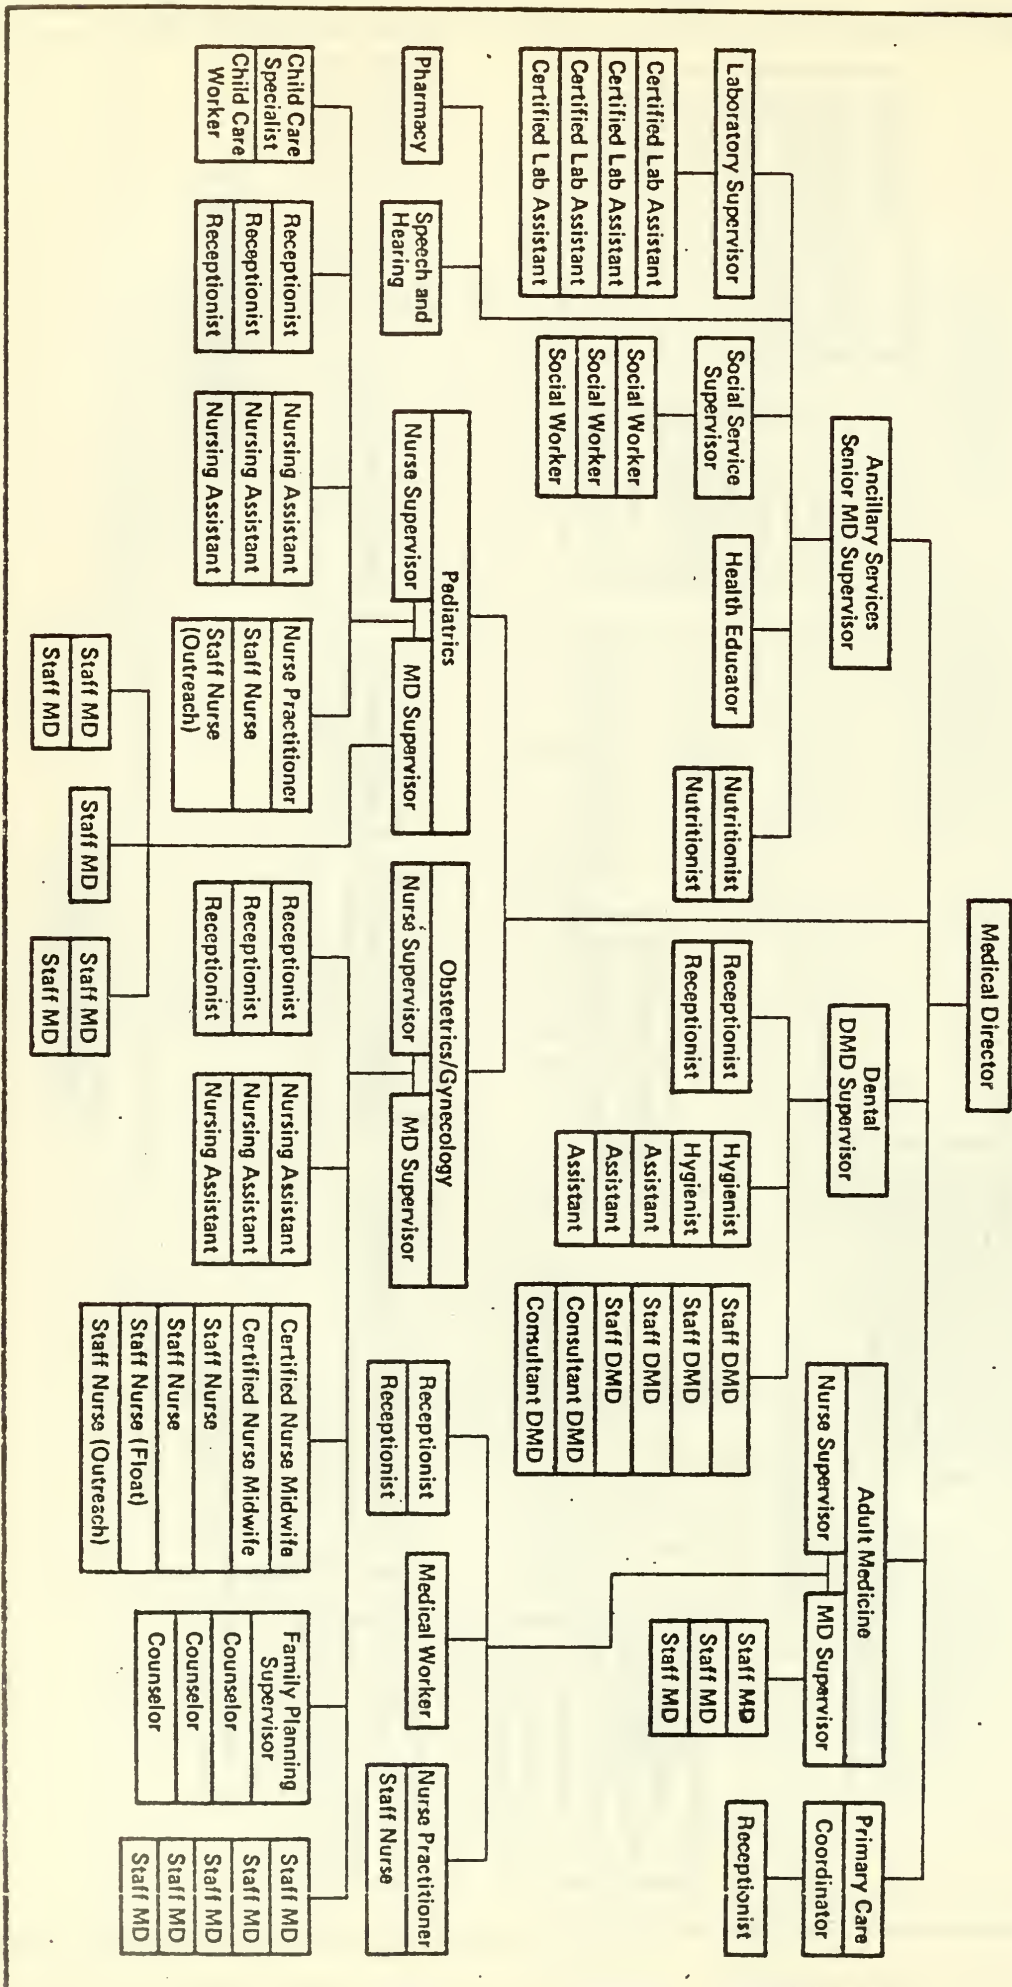 Medical Director
Ancillary Services
Senior MD Supervisor
Dental
DMD Supervisor
Adult Medicine
Nurse Supervisor
MD Supervisor
Primary Care
Coordinator
Receptionist
Staff MD
Staff MD
Staff MD
Laboratory Supervisor
Certified Lab Assistant
Certified Lab Assistant
Certified Lab Assistant
Certified Lab Assistant
Social Service
Supervisor
Social Worker
Social Worker
Social Worker
Health Educator
Nutritionist
Nutritionist
Receptionist
Receptionist
Hygienist
Hygienist
Assistant
Assistant
Assistant
Staff DMD
Staff DMD
Staff DMD
Staff DMD
Consultant DMD
Consultant DMD
Pharmacy
Speech and
Hearing
Pediatrics
Nurse Supervisor
MD Supervisor
Obstetrics/Gynecology
Nurse Supervisor
MD Supervisor
Receptionist
Receptionist
Medical Worker
Nurse Practitioner
Staff Nurse
Child Care
Specialist
Child Care
Worker
Receptionist
Receptionist
Receptionist
Nursing Assistant
Nursing Assistant
Nursing Assistant
Nurse Practitioner
Staff Nurse
Staff Nurse
(Outreach)
Receptionist
Receptionist
Receptionist
Nursing Assistant
Nursing Assistant
Nursing Assistant
Certified Nurse Midwife
Certified Nurse Midwife
Staff Nurse
Staff Nurse
Staff Nurse (Float)
Staff Nurse (Outreach)
Family Planning
Supervisor
Counselor
Counselor
Counselor
Staff MD
Staff MD
Staff MD
Staff MD
Staff MD
Staff MD
Staff MD
Staff MD
Staff MD
Staff MD